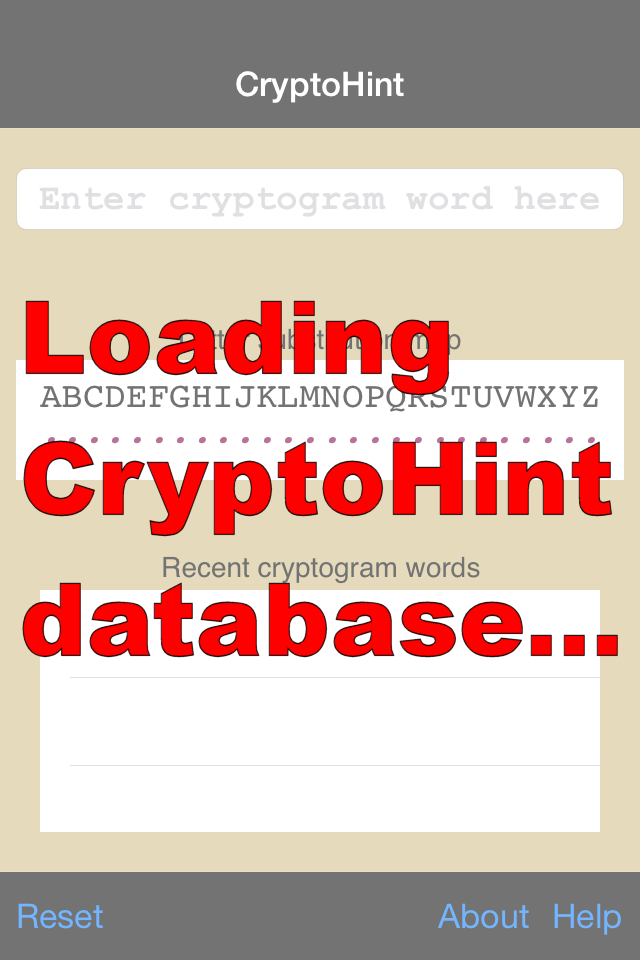 CryptoHint
Enter cryptogram word here
Loading
ABCDEFGHIJKLMNOPQRSTUVWXYZ
CryptoHint
Recent cryptogram words
database...
Reset About Help